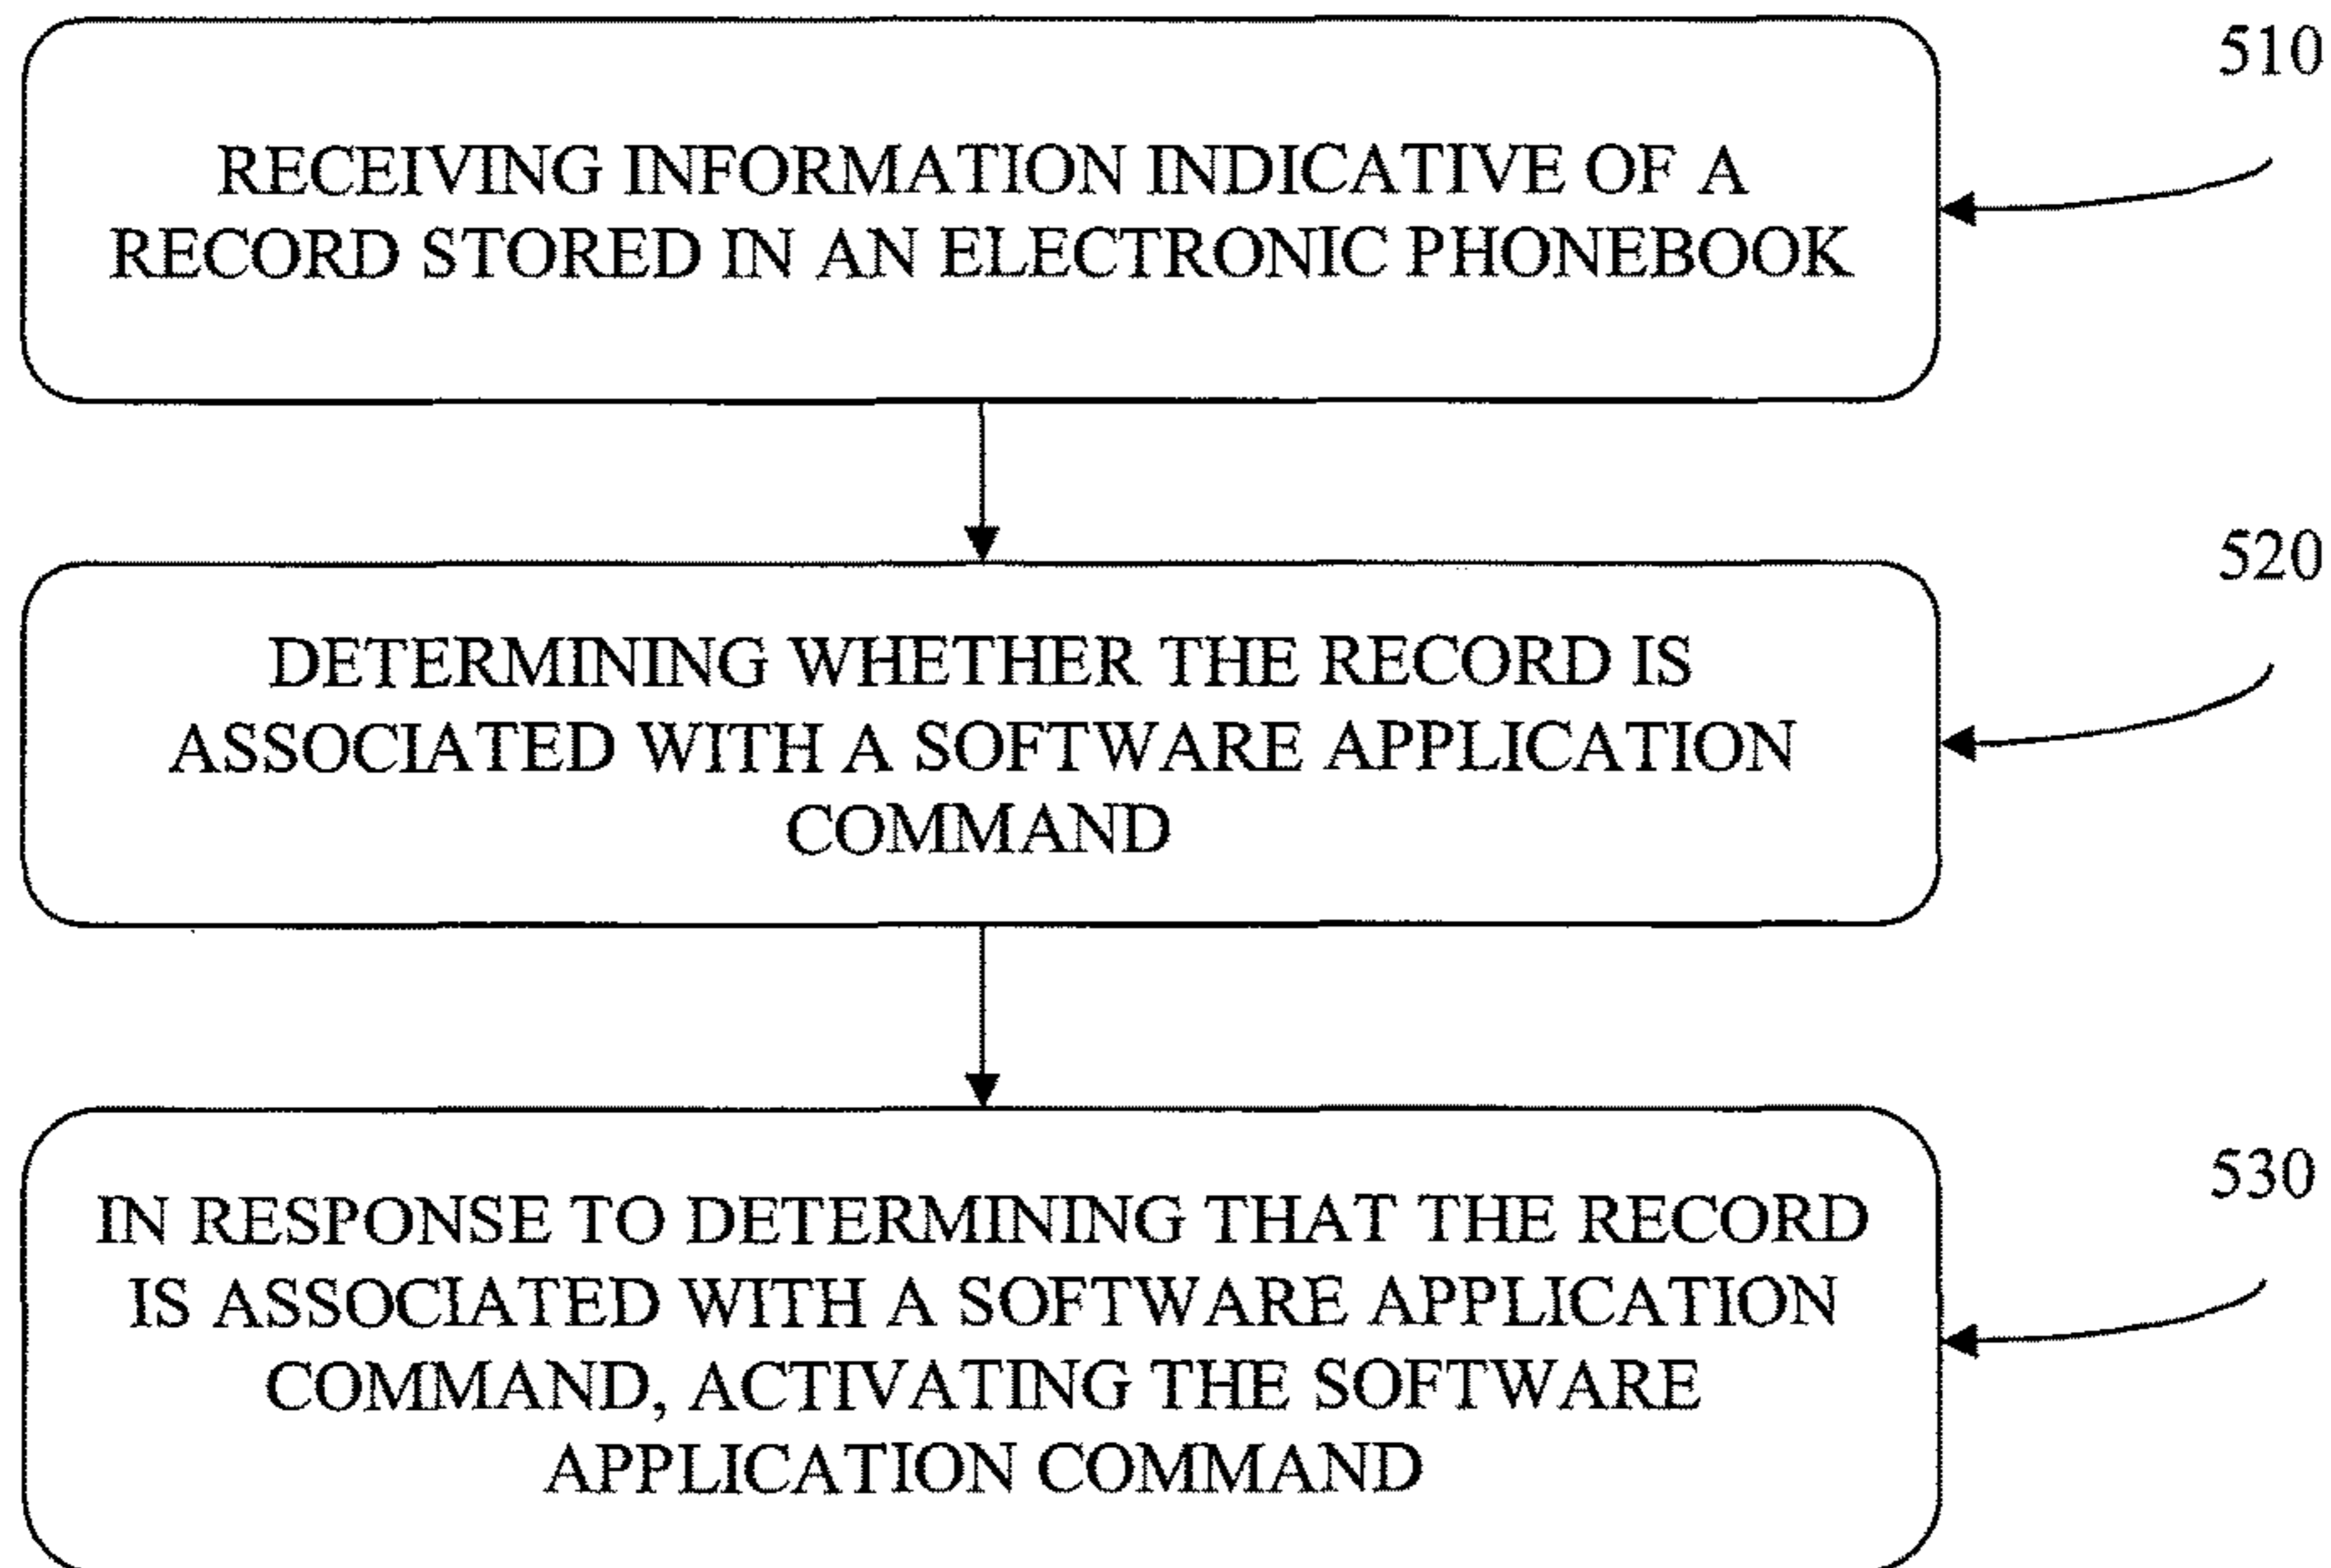 510
RECEIVING INFORMATION INDICATIVE OF A
RECORD STORED IN AN ELECTRONIC PHONEBOOK
520
DETERMINING WHETHER THE RECORD IS
ASSOCIATED WITH A SOFTWARE APPLICATION
COMMAND
530
IN RESPONSE TO DETERMINING THAT THE RECORD
IS ASSOCIATED WITH A SOFTWARE APPLICATION
COMMAND, ACTIVATING THE SOFTWARE
APPLICATION COMMAND